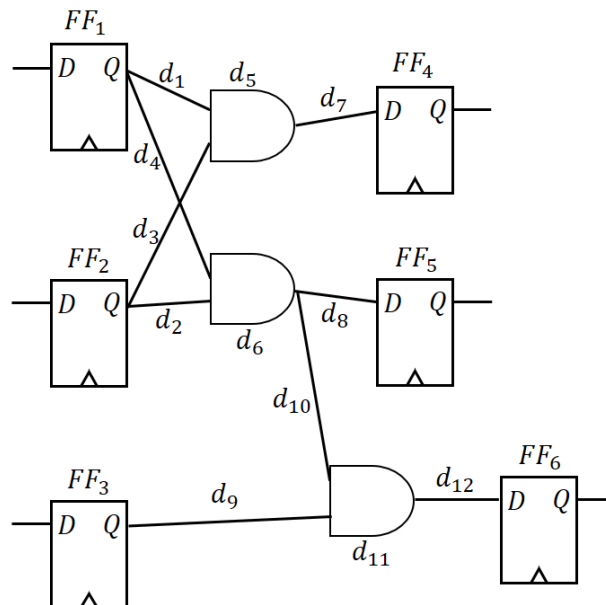 FF₁
D Q
d₁
d₅
FF₄
d₇
D Q
d₄
d₃
FF₂
D Q
d₂
d₆
FF₅
d₈
D Q
d₁₀
FF₃
D Q
d₉
d₁₁
d₁₂
FF₆
D Q